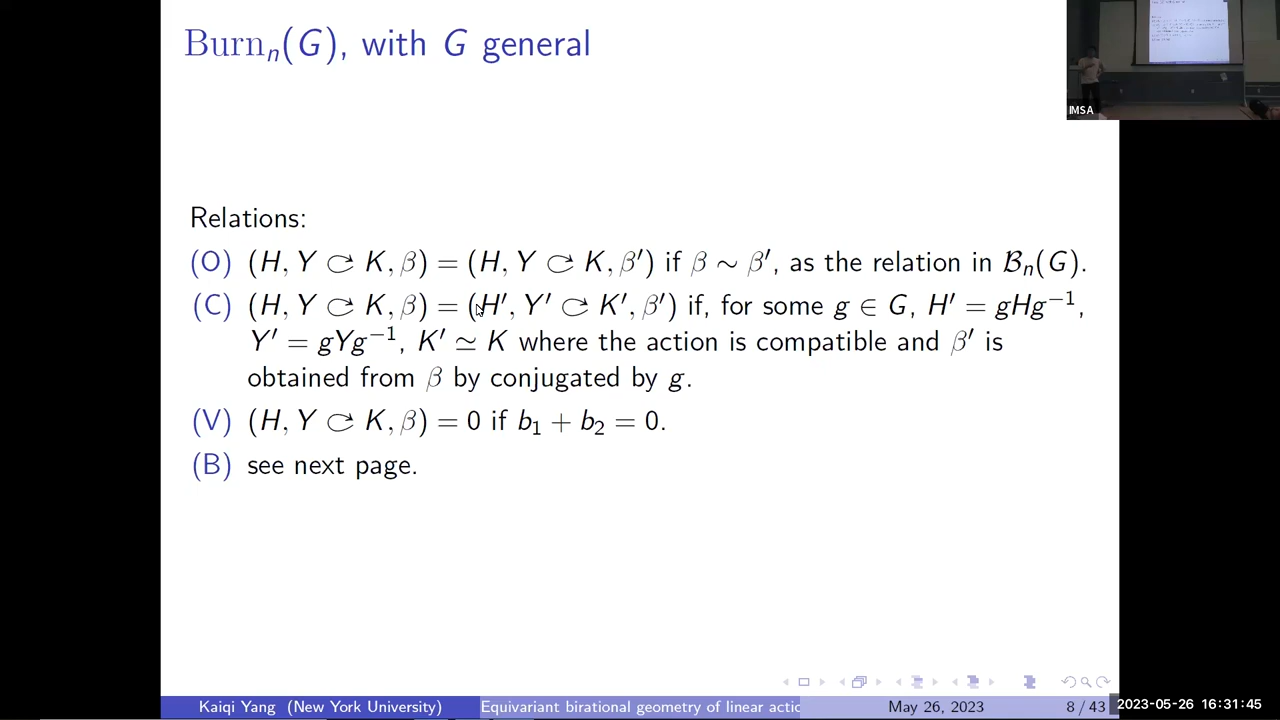 Burnₙ(G), with G general
IMSA
Relations:
(O) (H, Y ⟳ K, β) = (H, Y ⟳ K, β′) if β ∼ β′, as the relation in ℬₙ(G).
(C) (H, Y ⟳ K, β) = (H′, Y′ ⟳ K′, β′) if, for some g ∈ G, H′ = gHg⁻¹,
Y′ = gYg⁻¹, K′ ≃ K where the action is compatible and β′ is
obtained from β by conjugated by g.
(V) (H, Y ⟳ K, β) = 0 if b₁ + b₂ = 0.
(B) see next page.
Kaiqi Yang (New York University) Equivariant birational geometry of linear actic May 26, 2023 8 / 43 2023-05-26 16:31:45